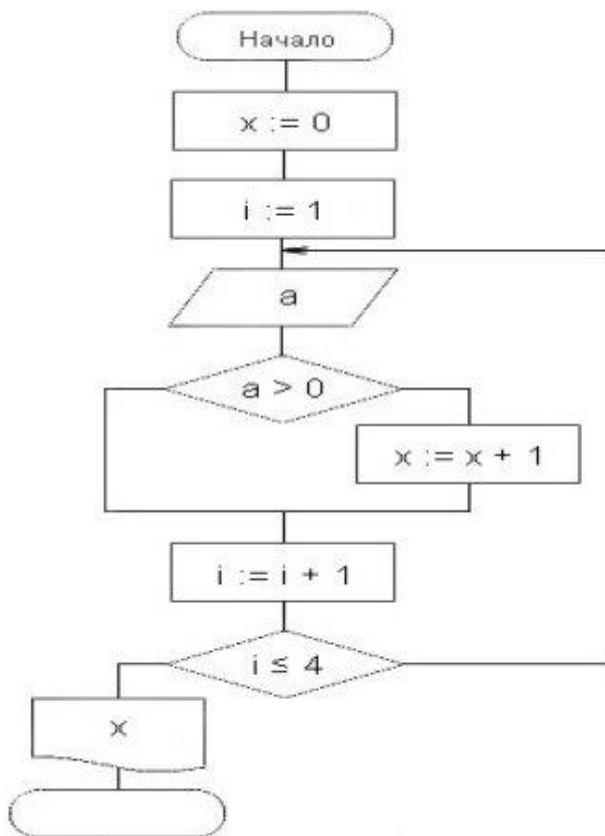 Начало
x := 0
i := 1
a
a > 0
x := x + 1
i := i + 1
i ≤ 4
x